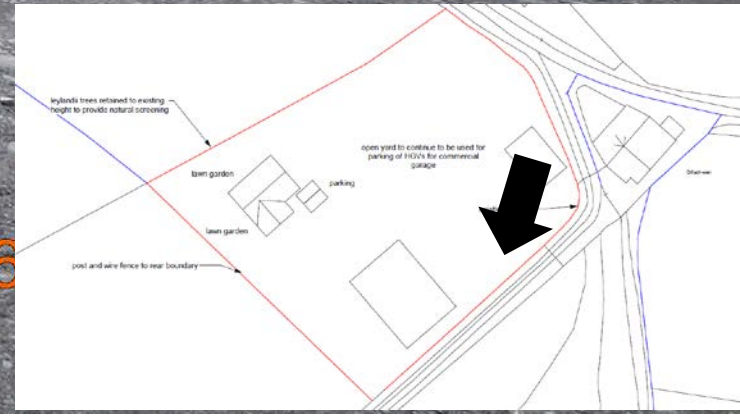 leylandii trees retained to existing
height to provide natural screening
open yard to continue to be used for
parking of HGVs for commercial
garage
lawn garden
parking
lawn garden
post and wire fence to rear boundary